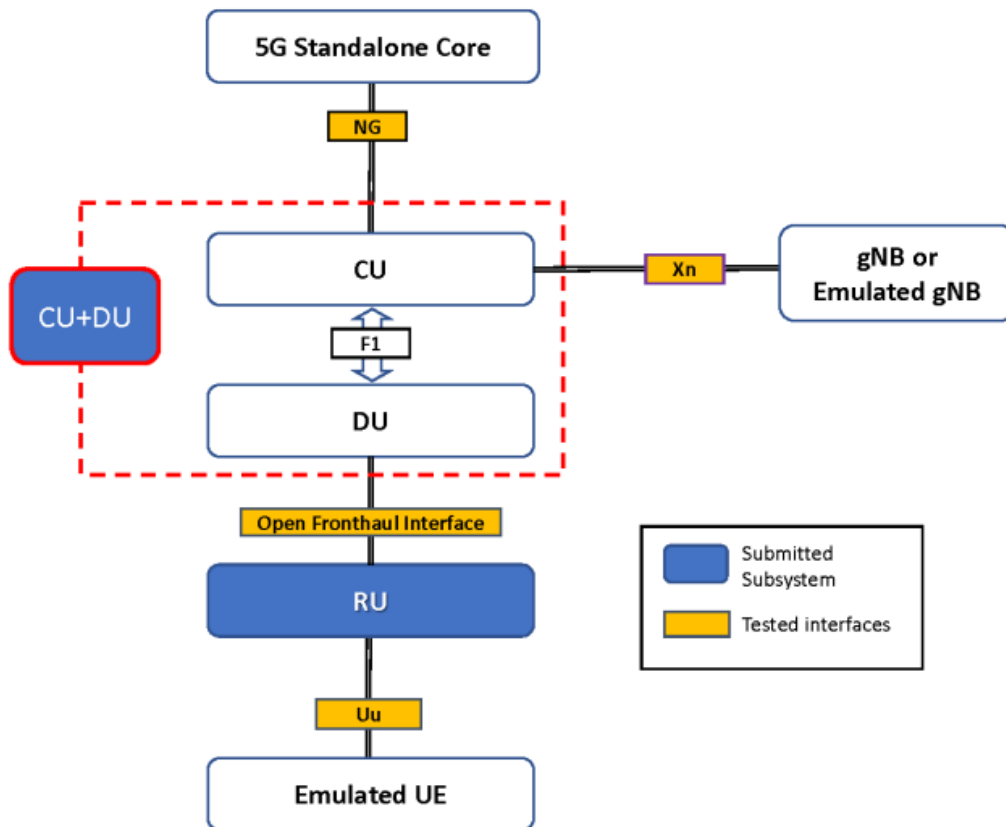 5G Standalone Core
NG
CU
Xn
gNB or
Emulated gNB
CU+DU
F1
DU
Open Fronthaul Interface
Submitted
Subsystem
RU
Tested interfaces
Uu
Emulated UE